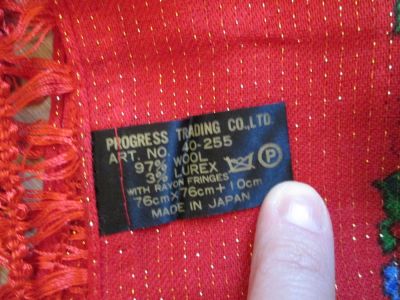 PROGRESS TRADING CO.,LTD.
ART. NO 40-255
97% WOOL
3% LUREX P
WITH RAYON FRINGES
76cm×76cm+10cm
MADE IN JAPAN